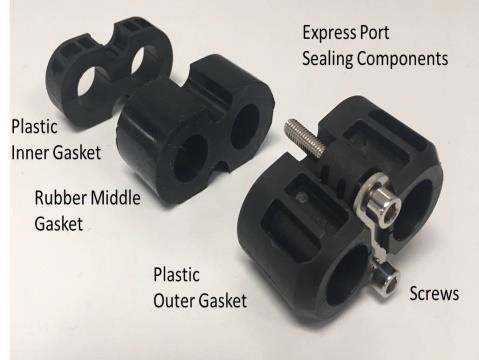 Express Port
Sealing Components
Plastic
Inner Gasket
Rubber Middle
Gasket
Plastic
Outer Gasket
Screws